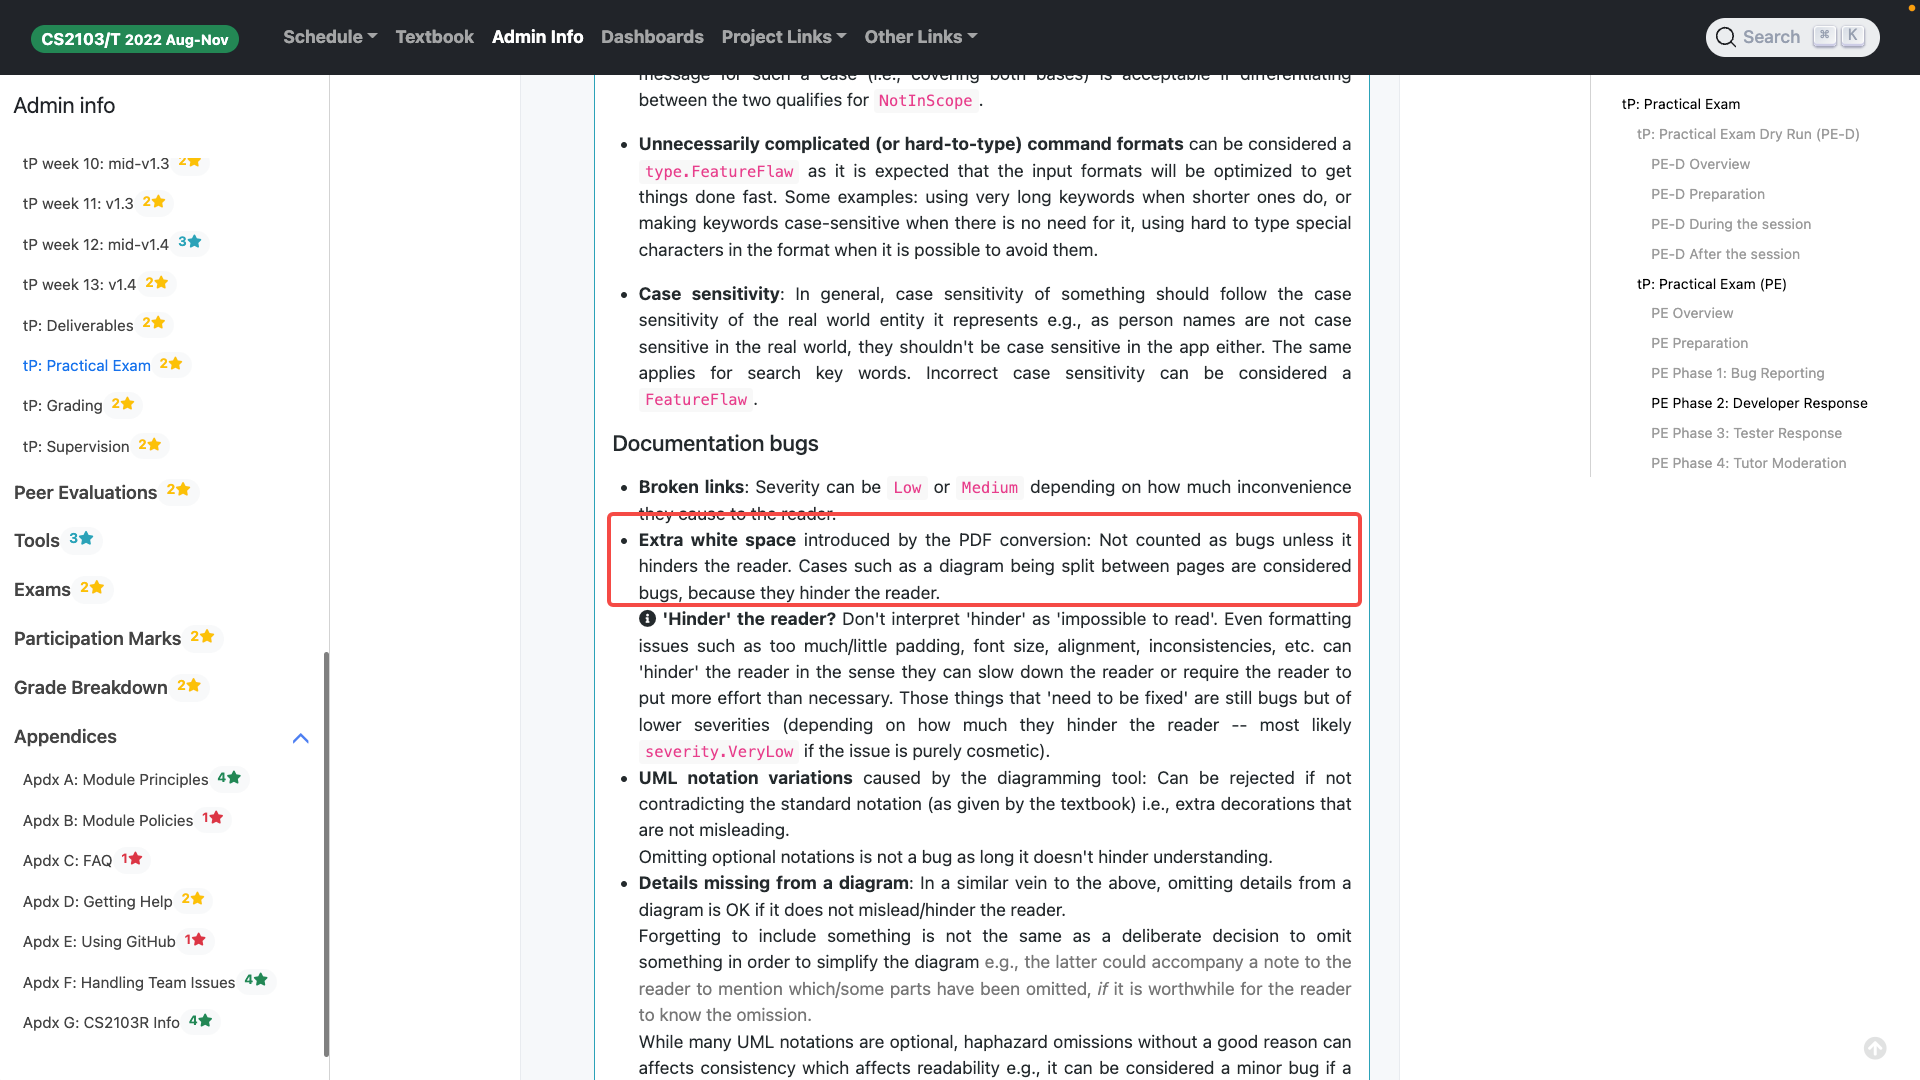 CS2103/T 2022 Aug-Nov
Schedule
Textbook
Admin Info
Dashboards
Project Links
Other Links
Search ⌘ K
Admin info
tP week 10: mid-v1.3 2
tP week 11: v1.3 2
tP week 12: mid-v1.4 3
tP week 13: v1.4 2
tP: Deliverables 2
tP: Practical Exam 2
tP: Grading 2
tP: Supervision 2
Peer Evaluations 2
Tools 3
Exams 2
Participation Marks 2
Grade Breakdown 2
Appendices
Apdx A: Module Principles 4
Apdx B: Module Policies 1
Apdx C: FAQ 1
Apdx D: Getting Help 2
Apdx E: Using GitHub 1
Apdx F: Handling Team Issues 4
Apdx G: CS2103R Info 4
message for such a case (i.e., covering both bases) is acceptable if differentiating
between the two qualifies for NotInScope .
• Unnecessarily complicated (or hard-to-type) command formats can be considered a
type.FeatureFlaw as it is expected that the input formats will be optimized to get
things done fast. Some examples: using very long keywords when shorter ones do, or
making keywords case-sensitive when there is no need for it, using hard to type special
characters in the format when it is possible to avoid them.
• Case sensitivity: In general, case sensitivity of something should follow the case
sensitivity of the real world entity it represents e.g., as person names are not case
sensitive in the real world, they shouldn't be case sensitive in the app either. The same
applies for search key words. Incorrect case sensitivity can be considered a
FeatureFlaw .
Documentation bugs
• Broken links: Severity can be Low or Medium depending on how much inconvenience
they cause to the reader.
• Extra white space introduced by the PDF conversion: Not counted as bugs unless it
hinders the reader. Cases such as a diagram being split between pages are considered
bugs, because they hinder the reader.
'Hinder' the reader? Don't interpret 'hinder' as 'impossible to read'. Even formatting
issues such as too much/little padding, font size, alignment, inconsistencies, etc. can
'hinder' the reader in the sense they can slow down the reader or require the reader to
put more effort than necessary. Those things that 'need to be fixed' are still bugs but of
lower severities (depending on how much they hinder the reader -- most likely
severity.VeryLow if the issue is purely cosmetic).
• UML notation variations caused by the diagramming tool: Can be rejected if not
contradicting the standard notation (as given by the textbook) i.e., extra decorations that
are not misleading.
Omitting optional notations is not a bug as long it doesn't hinder understanding.
• Details missing from a diagram: In a similar vein to the above, omitting details from a
diagram is OK if it does not mislead/hinder the reader.
Forgetting to include something is not the same as a deliberate decision to omit
something in order to simplify the diagram e.g., the latter could accompany a note to the
reader to mention which/some parts have been omitted, if it is worthwhile for the reader
to know the omission.
While many UML notations are optional, haphazard omissions without a good reason can
affects consistency which affects readability e.g., it can be considered a minor bug if a
tP: Practical Exam
tP: Practical Exam Dry Run (PE-D)
PE-D Overview
PE-D Preparation
PE-D During the session
PE-D After the session
tP: Practical Exam (PE)
PE Overview
PE Preparation
PE Phase 1: Bug Reporting
PE Phase 2: Developer Response
PE Phase 3: Tester Response
PE Phase 4: Tutor Moderation